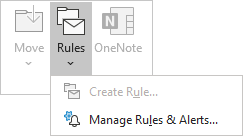 Move Rules OneNote
Create Rule...
Manage Rules & Alerts...